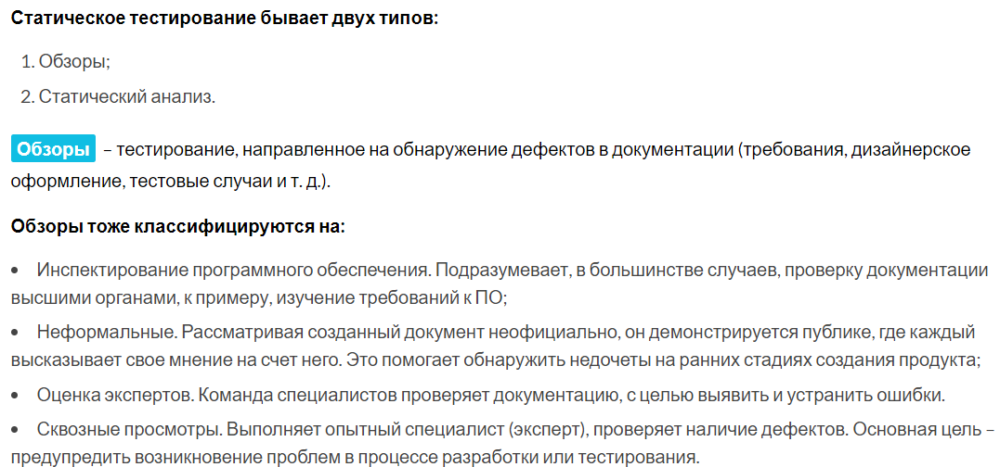 Статическое тестирование бывает двух типов:
1. Обзоры;
2. Статический анализ.
Обзоры – тестирование, направленное на обнаружение дефектов в документации (требования, дизайнерское
оформление, тестовые случаи и т. д.).
Обзоры тоже классифицируются на:
• Инспектирование программного обеспечения. Подразумевает, в большинстве случаев, проверку документации
высшими органами, к примеру, изучение требований к ПО;
• Неформальные. Рассматривая созданный документ неофициально, он демонстрируется публике, где каждый
высказывает свое мнение на счет него. Это помогает обнаружить недочеты на ранних стадиях создания продукта;
• Оценка экспертов. Команда специалистов проверяет документацию, с целью выявить и устранить ошибки.
• Сквозные просмотры. Выполняет опытный специалист (эксперт), проверяет наличие дефектов. Основная цель –
предупредить возникновение проблем в процессе разработки или тестирования.